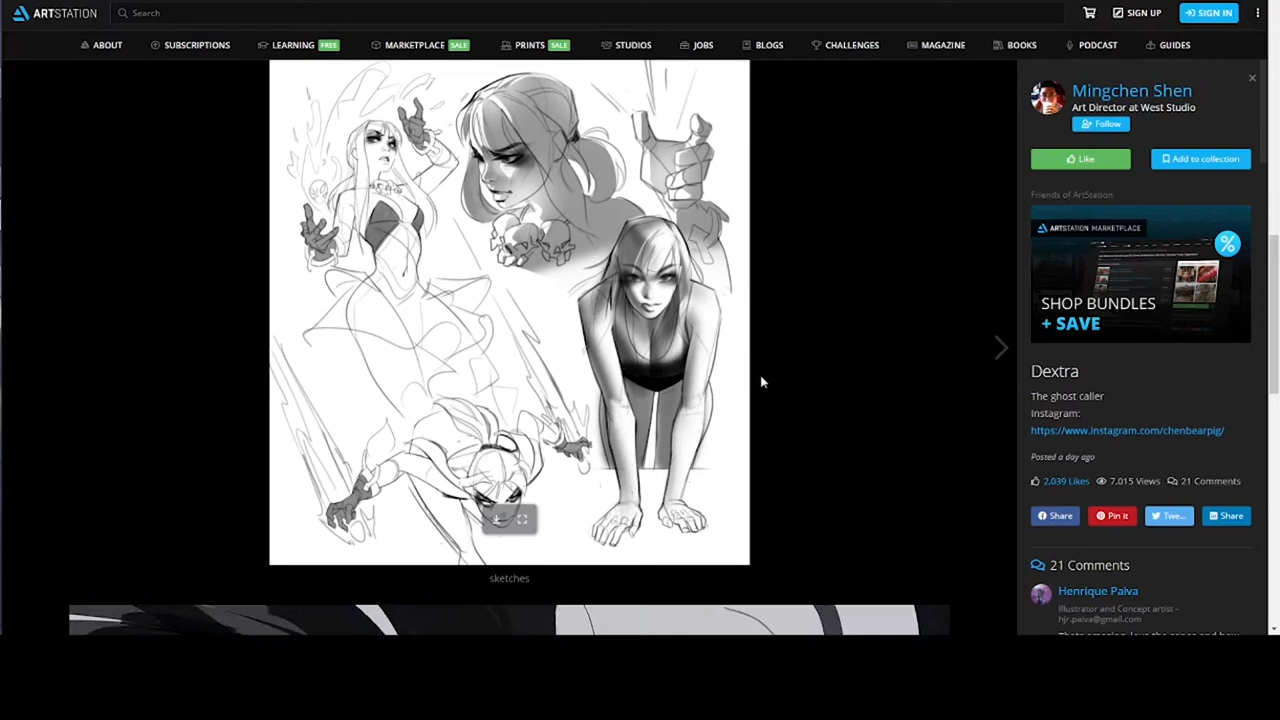 ARTSTATION
Search
SIGN UP
SIGN IN
ABOUT
SUBSCRIPTIONS
LEARNING FREE
MARKETPLACE SALE
PRINTS SALE
STUDIOS
JOBS
BLOGS
CHALLENGES
MAGAZINE
BOOKS
PODCAST
GUIDES
Mingchen Shen
Art Director at West Studio
Follow
Like
Add to collection
Friends of ArtStation
ARTSTATION MARKETPLACE
%
SHOP BUNDLES
+ SAVE
Dextra
The ghost caller
Instagram:
https://www.instagram.com/chenbearpig/
Posted a day ago
2,039 Likes 7,015 Views 21 Comments
Share
Pin it
Twe...
Share
21 Comments
Henrique Paiva
Illustrator and Concept artist -
hjr.paiva@gmail.com
sketches